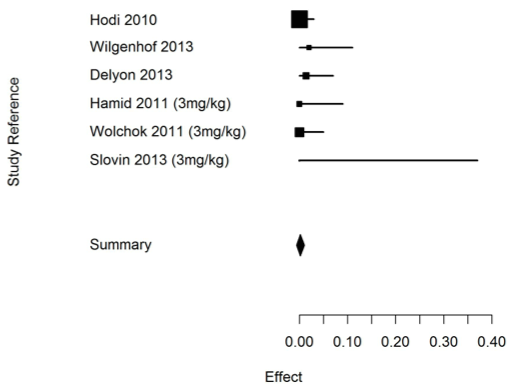 Study Reference
Hodi 2010
Wilgenhof 2013
Delyon 2013
Hamid 2011 (3mg/kg)
Wolchok 2011 (3mg/kg)
Slovin 2013 (3mg/kg)
Summary
0.00 0.10 0.20 0.30 0.40
Effect